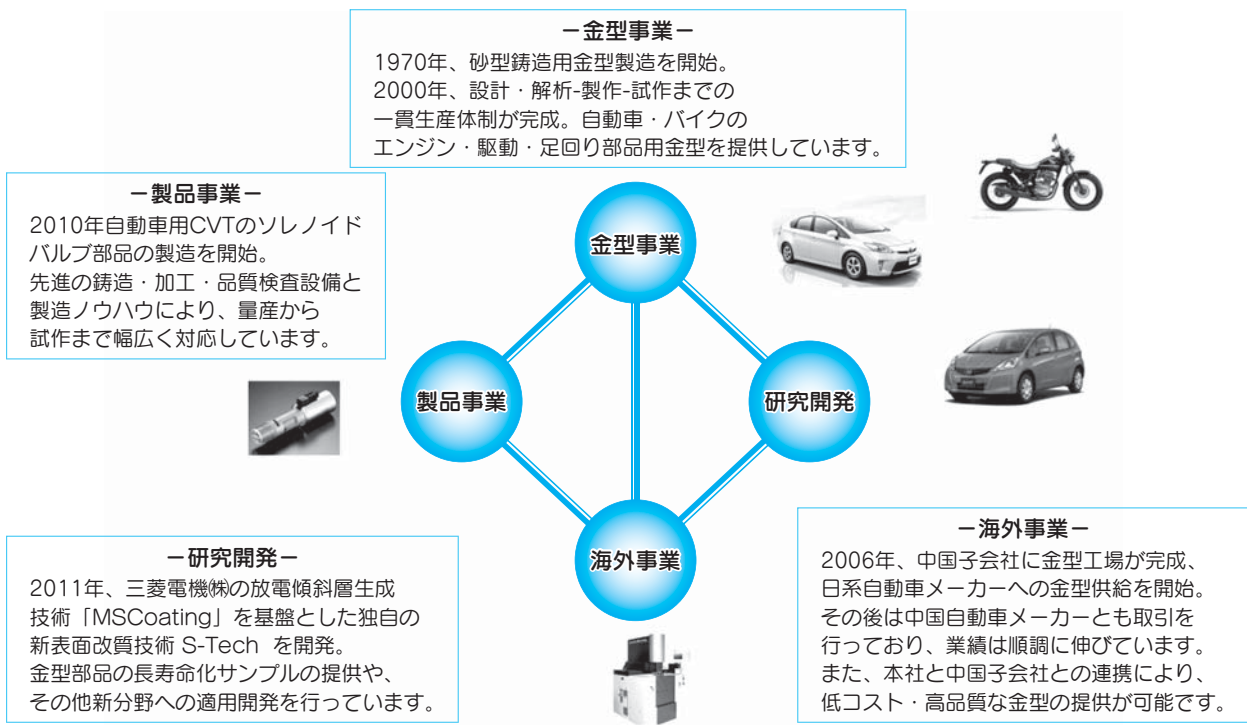 －金型事業－
1970年、砂型鋳造用金型製造を開始。
2000年、設計・解析-製作-試作までの
一貫生産体制が完成。自動車・バイクの
エンジン・駆動・足回り部品用金型を提供しています。
－製品事業－
2010年自動車用CVTのソレノイド
バルブ部品の製造を開始。
先進の鋳造・加工・品質検査設備と
製造ノウハウにより、量産から
試作まで幅広く対応しています。
金型事業
製品事業
研究開発
海外事業
－研究開発－
2011年、三菱電機㈱の放電傾斜層生成
技術「MSCoating」を基盤とした独自の
新表面改質技術 S-Tech を開発。
金型部品の長寿命化サンプルの提供や、
その他新分野への適用開発を行っています。
－海外事業－
2006年、中国子会社に金型工場が完成、
日系自動車メーカーへの金型供給を開始。
その後は中国自動車メーカーとも取引を
行っており、業績は順調に伸びています。
また、本社と中国子会社との連携により、
低コスト・高品質な金型の提供が可能です。